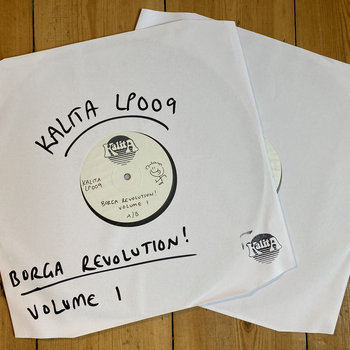 KALITA LP009
KALITA
KALITA
LP009
BORGA REVOLUTION!
VOLUME 1
A/B
BORGA REVOLUTION!
VOLUME 1
KALITA